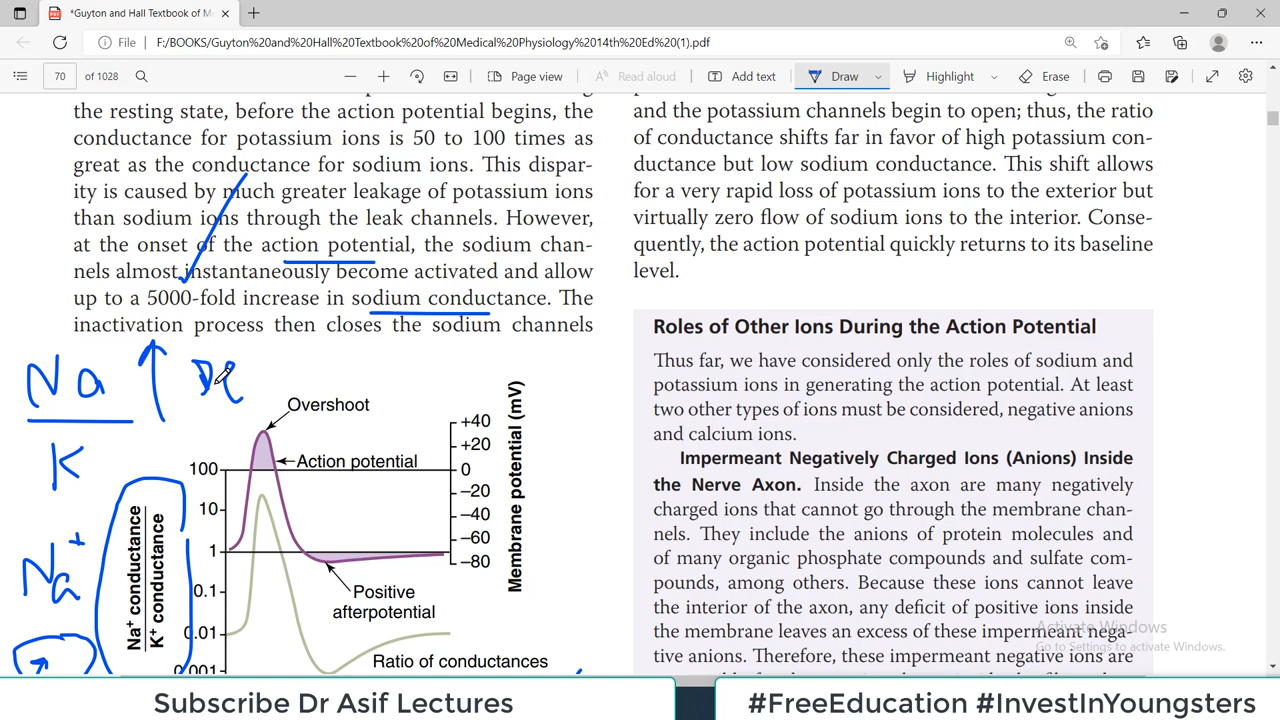 *Guyton and Hall Textbook of M
File
F:/BOOKS/Guyton%20and%20Hall%20Textbook%20of%20Medical%20Physiology%2014th%20Ed%20(1).pdf
70 of 1028
Page view
Read aloud
Add text
Draw
Highlight
Erase
the resting state, before the action potential begins, the
conductance for potassium ions is 50 to 100 times as
great as the conductance for sodium ions. This dispar-
ity is caused by much greater leakage of potassium ions
than sodium ions through the leak channels. However,
at the onset of the action potential, the sodium chan-
nels almost instantaneously become activated and allow
up to a 5000-fold increase in sodium conductance. The
inactivation process then closes the sodium channels
Na
K
Na+
Overshoot
Action potential
100
10
1
0.1
0.01
0.001
Na+ conductance
K+ conductance
+40
+20
0
–20
–40
–60
–80
Membrane potential (mV)
Positive
afterpotential
Ratio of conductances
and the potassium channels begin to open; thus, the ratio
of conductance shifts far in favor of high potassium con-
ductance but low sodium conductance. This shift allows
for a very rapid loss of potassium ions to the exterior but
virtually zero flow of sodium ions to the interior. Conse-
quently, the action potential quickly returns to its baseline
level.
Roles of Other Ions During the Action Potential
Thus far, we have considered only the roles of sodium and
potassium ions in generating the action potential. At least
two other types of ions must be considered, negative anions
and calcium ions.
Imperment Negatively Charged Ions (Anions) Inside
the Nerve Axon. Inside the axon are many negatively
charged ions that cannot go through the membrane chan-
nels. They include the anions of protein molecules and
of many organic phosphate compounds and sulfate com-
pounds, among others. Because these ions cannot leave
the interior of the axon, any deficit of positive ions inside
the membrane leaves an excess of these impermeant nega-
tive anions. Therefore, these impermeant negative ions are
Activate Windows
Go to Settings to activate Windows.
Subscribe Dr Asif Lectures
#FreeEducation #InvestInYoungsters